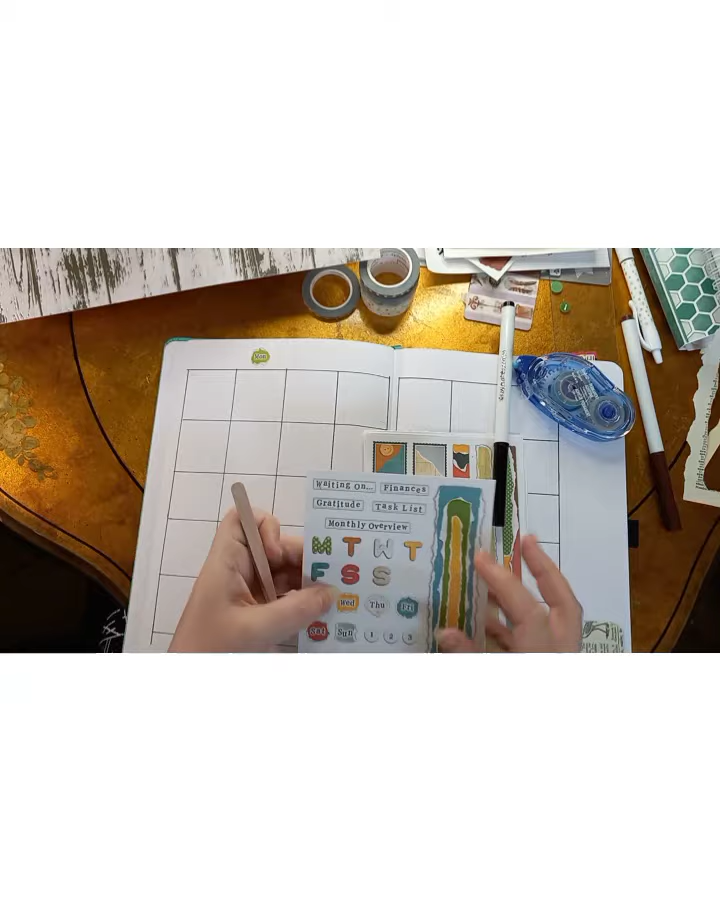 Mon
Waiting On... Finances
Gratitude Task List
Monthly Overview
M T W T
F S S
Wed Thu Fri
Sat Sun 1 2 3